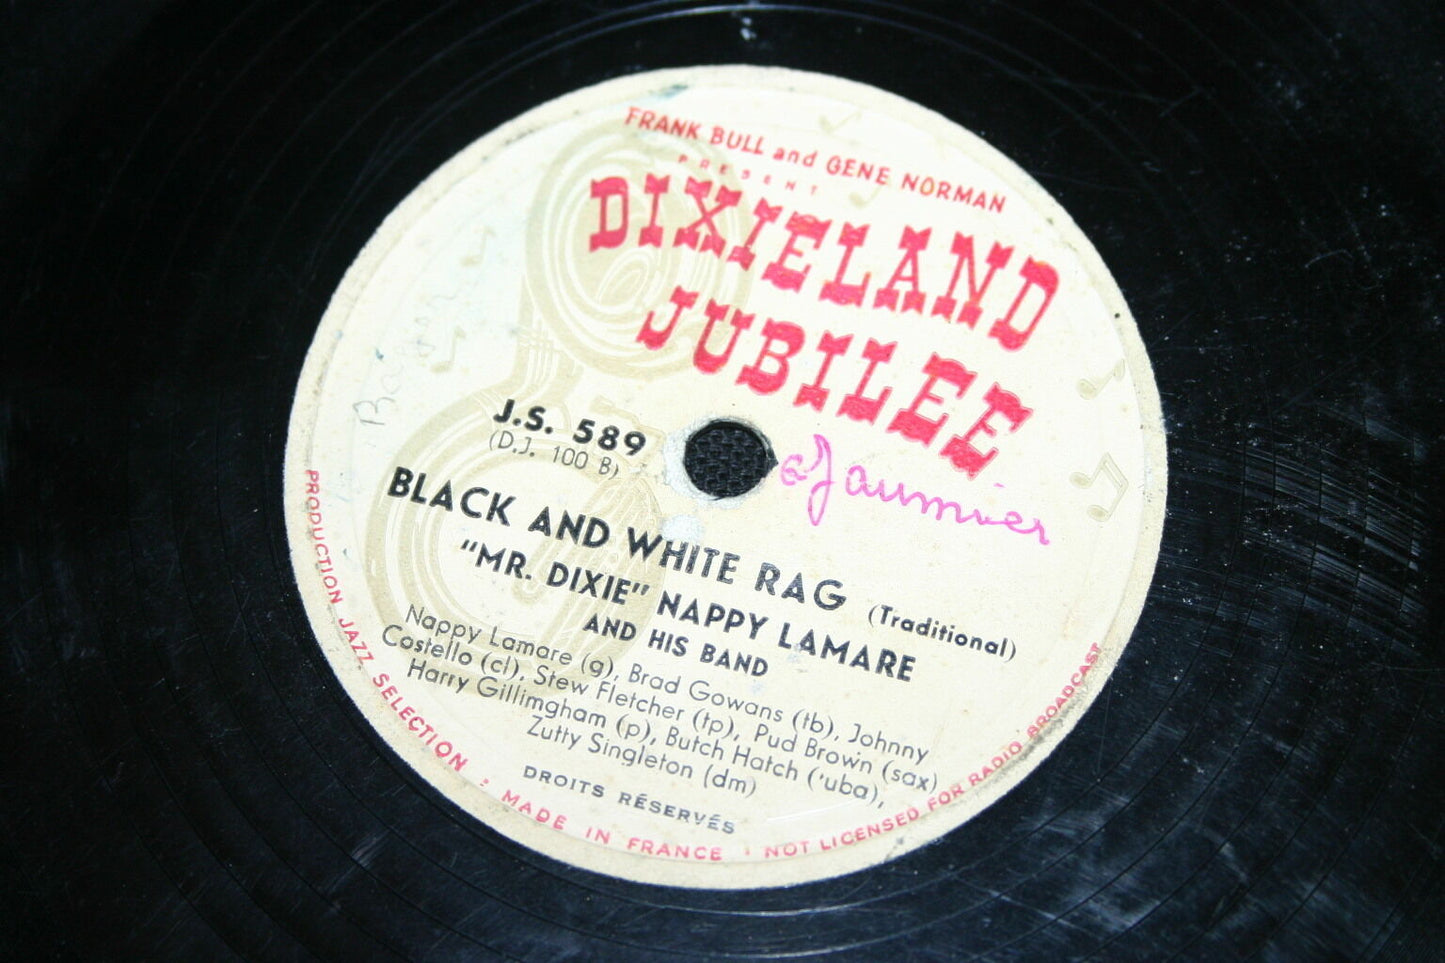 FRANK BULL and GENE NORMAN
PRESENT
DIXIELAND
JUBILEE
J.S. 589
(D.J. 100 B)
BLACK AND WHITE RAG (Traditional)
"MR. DIXIE" NAPPY LAMARE
AND HIS BAND
Nappy Lamare (g), Brad Gowans (tb), Johnny
Costello (cl), Stew Fletcher (tp), Pud Brown (sax)
Harry Gillimgham (p), Butch Hatch ('uba),
Zutty Singleton (dm)
DROITS RÉSERVÉS
PRODUCTION JAZZ SELECTION : MADE IN FRANCE · NOT LICENSED FOR RADIO BROADCAST